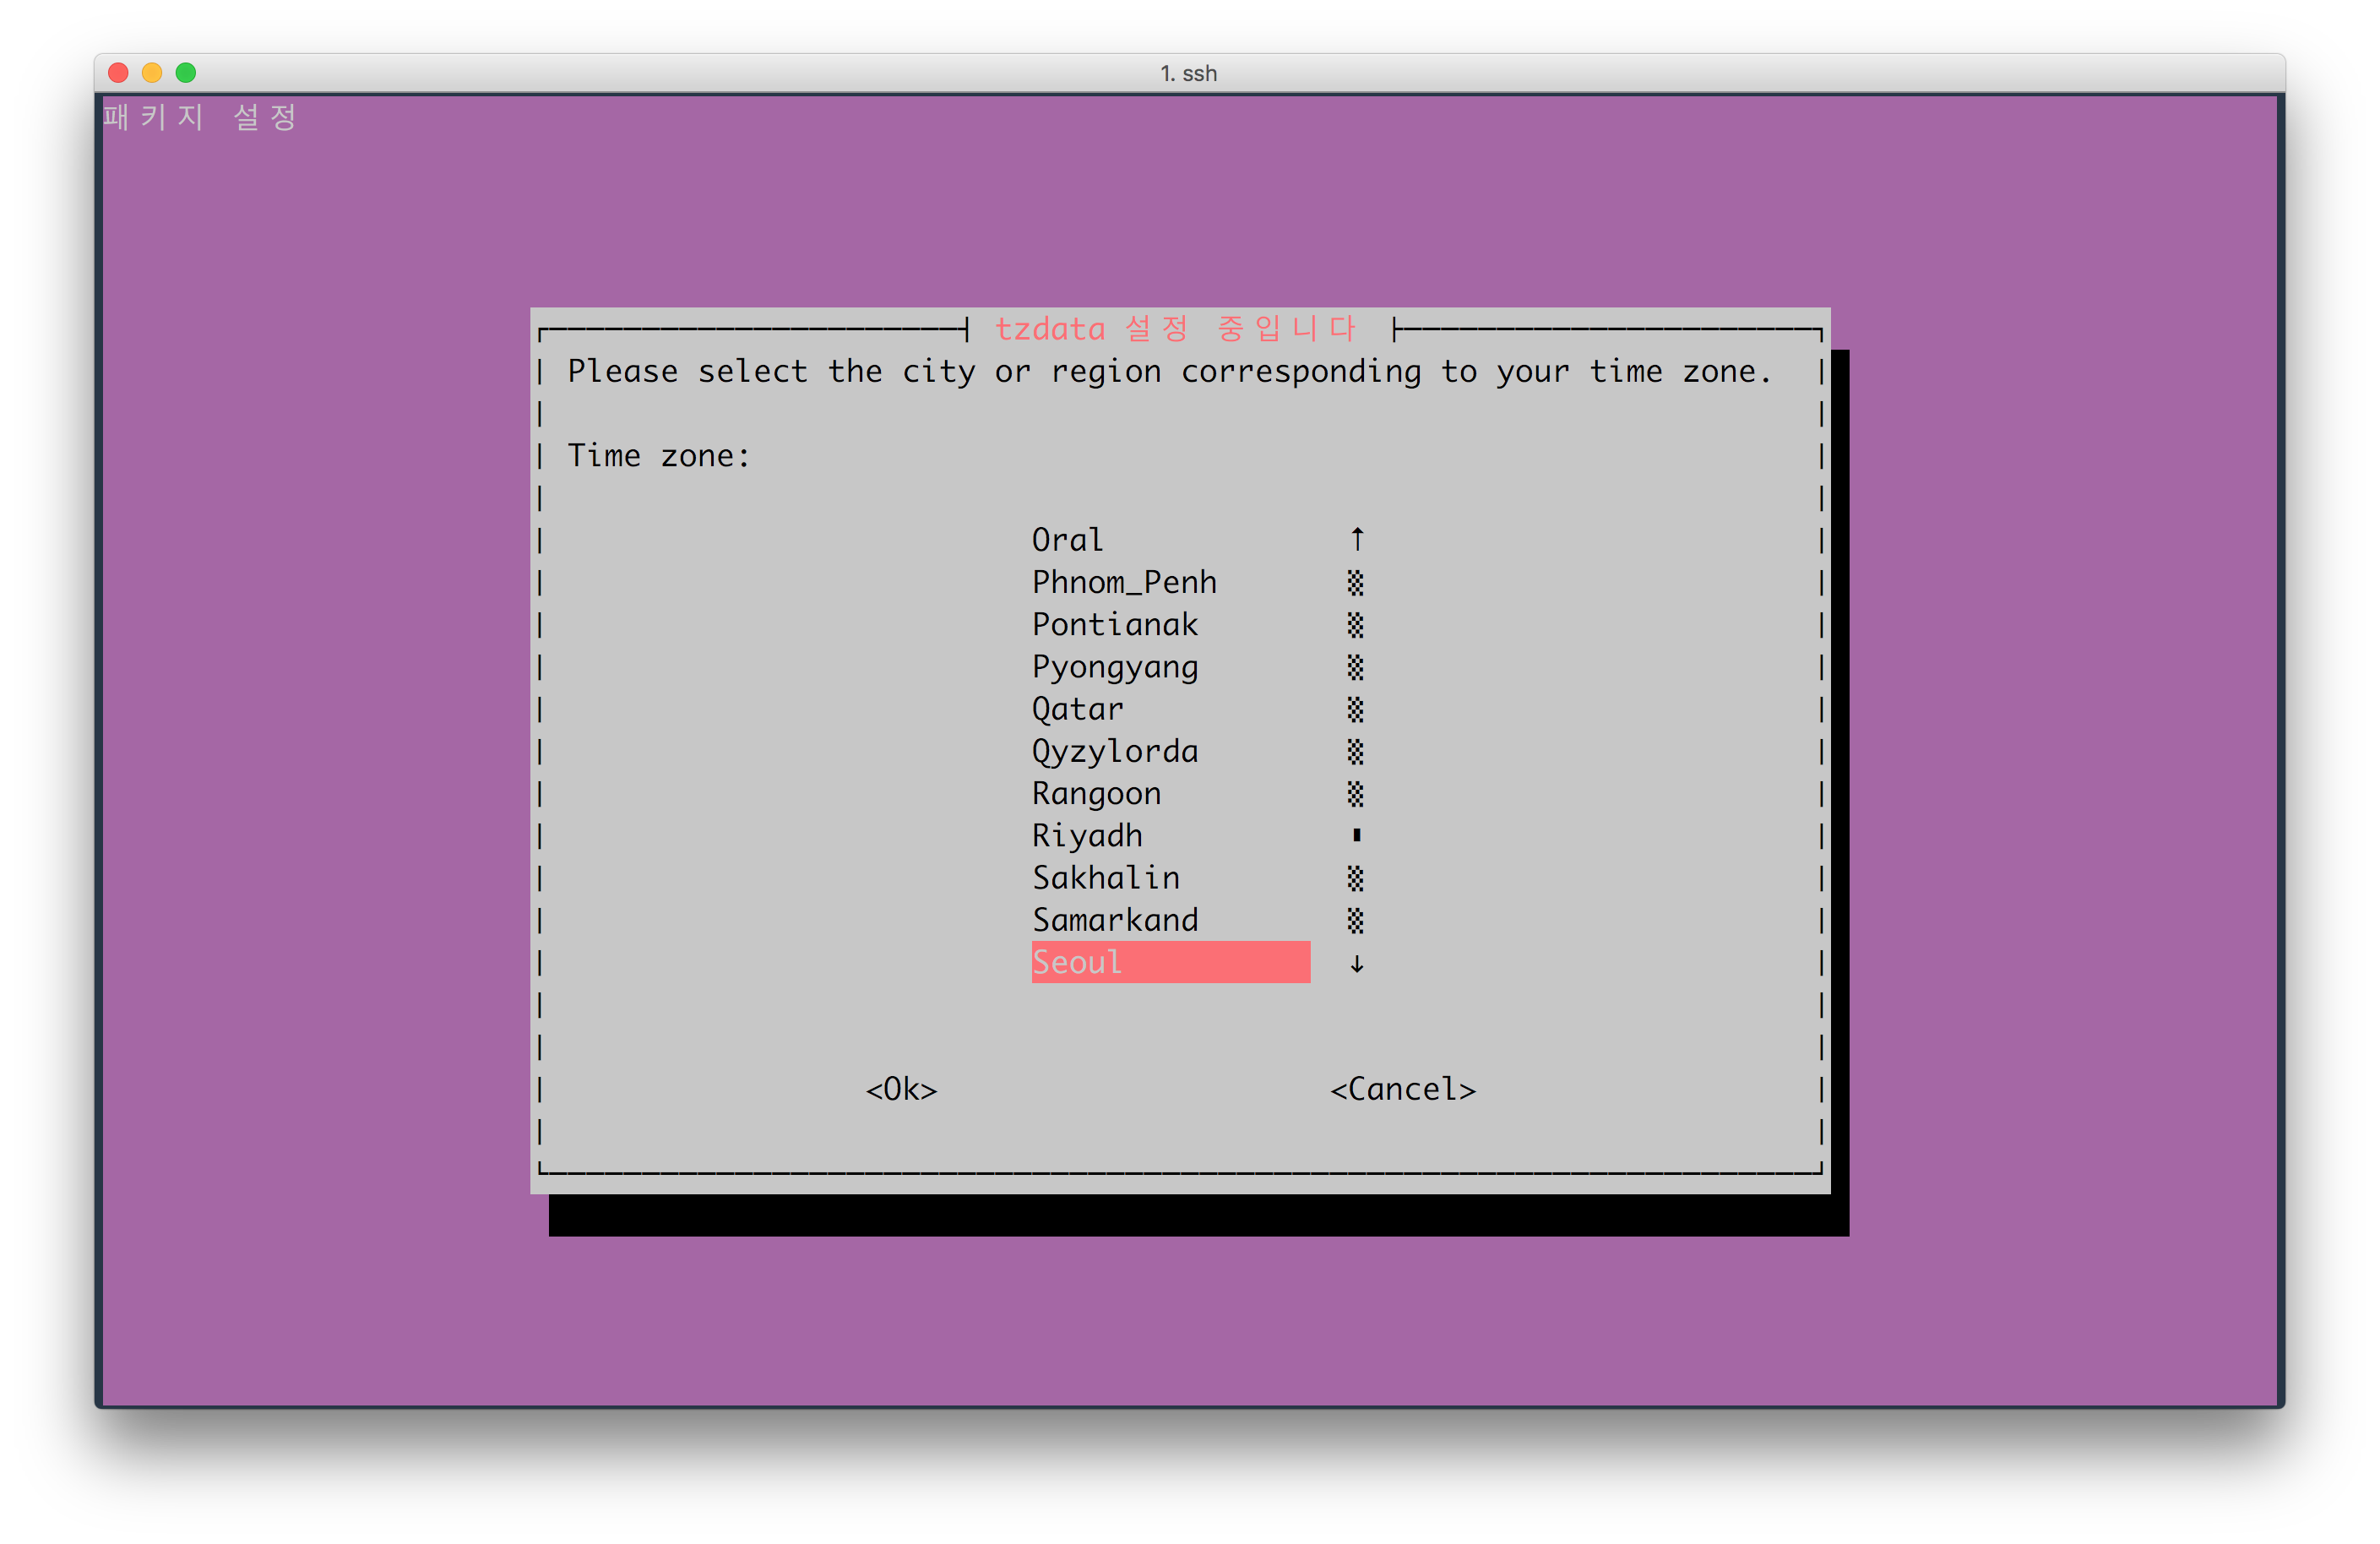 1. ssh
패키지 설정
tzdata 설정 중입니다
Please select the city or region corresponding to your time zone.
Time zone:
Oral
Phnom_Penh
Pontianak
Pyongyang
Qatar
Qyzylorda
Rangoon
Riyadh
Sakhalin
Samarkand
Seoul
<Ok> <Cancel>